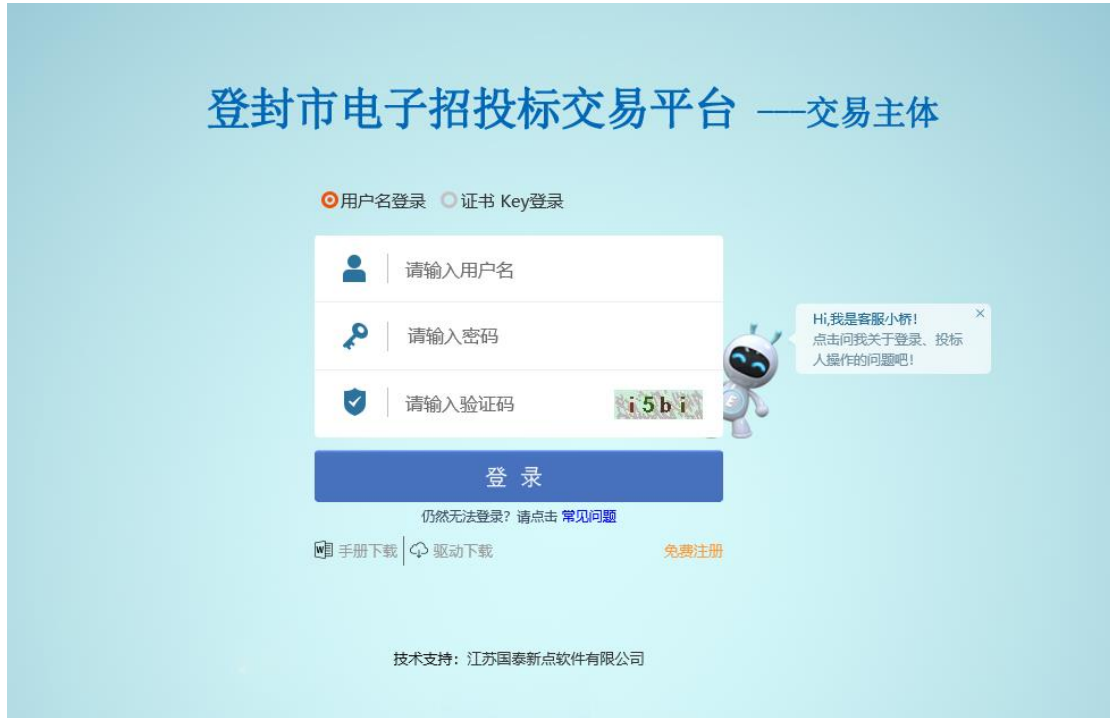 登封市电子招投标交易平台 ——交易主体
用户名登录 证书 Key登录
请输入用户名
请输入密码
请输入验证码 i5bi
Hi,我是客服小桥!
点击问我关于登录、投标
人操作的问题吧!
登 录
仍然无法登录? 请点击 常见问题
手册下载 驱动下载 免费注册
技术支持: 江苏国泰新点软件有限公司